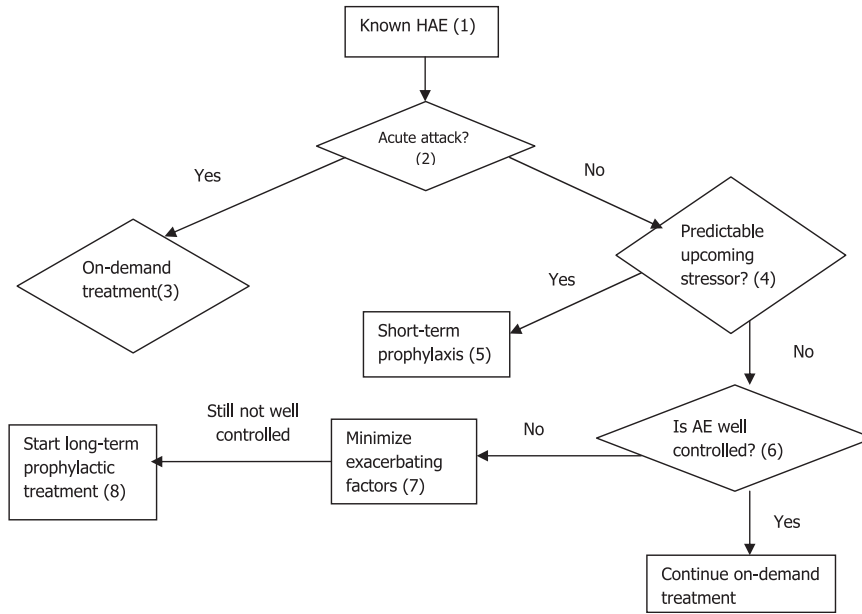 Known HAE (1)
Acute attack?
(2)
Yes
No
On-demand
treatment(3)
Predictable
upcoming
stressor? (4)
Yes
Short-term
prophylaxis (5)
No
Is AE well
controlled? (6)
No
Minimize
exacerbating
factors (7)
Still not well
controlled
Start long-term
prophylactic
treatment (8)
Yes
Continue on-demand
treatment